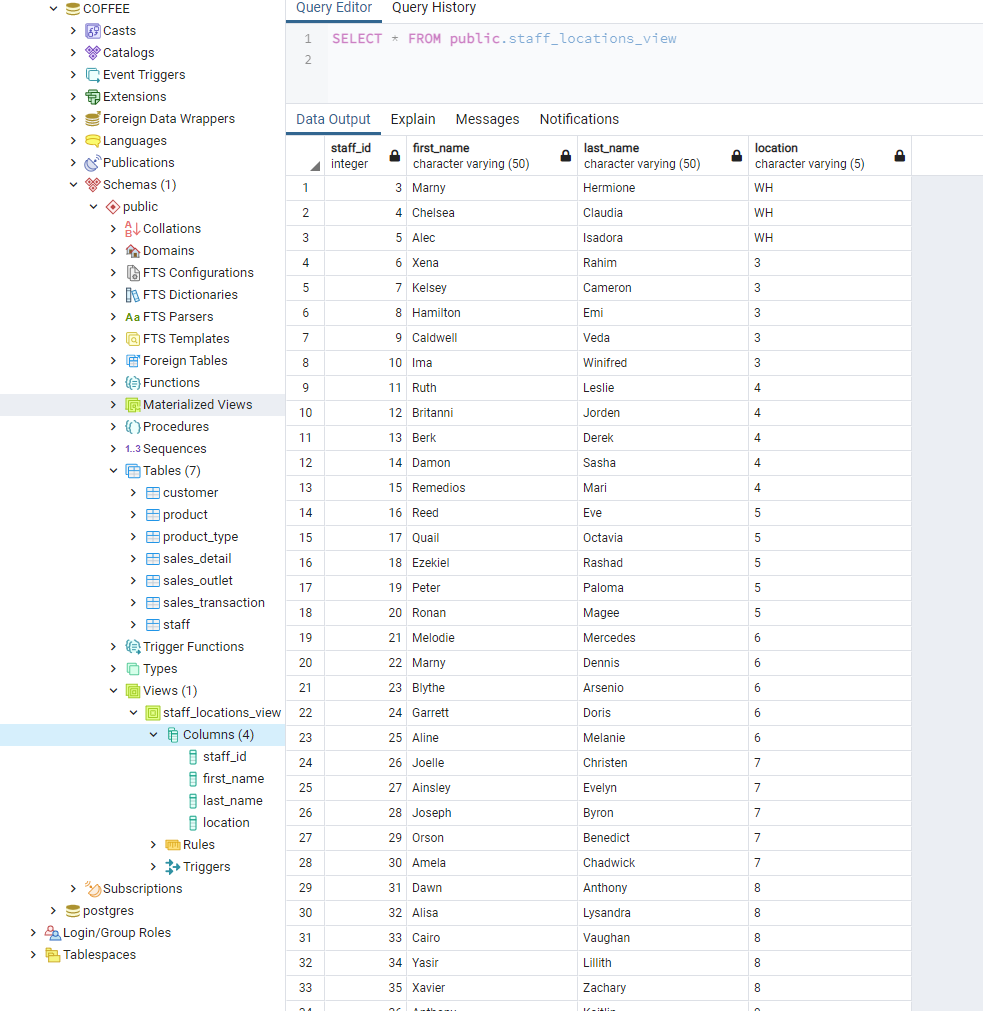 COFFEE
Casts
Catalogs
Event Triggers
Extensions
Foreign Data Wrappers
Languages
Publications
Schemas (1)
public
Collations
Domains
FTS Configurations
FTS Dictionaries
Aa FTS Parsers
FTS Templates
Foreign Tables
Functions
Materialized Views
Procedures
1..3 Sequences
Tables (7)
customer
product
product_type
sales_detail
sales_outlet
sales_transaction
staff
Trigger Functions
Types
Views (1)
staff_locations_view
Columns (4)
staff_id
first_name
last_name
location
Rules
Triggers
Subscriptions
postgres
Login/Group Roles
Tablespaces
Query Editor Query History
1 SELECT * FROM public.staff_locations_view
2
Data Output Explain Messages Notifications
staff_id first_name last_name location
integer character varying (50) character varying (50) character varying (5)
1 3 Marny Hermione WH
2 4 Chelsea Claudia WH
3 5 Alec Isadora WH
4 6 Xena Rahim 3
5 7 Kelsey Cameron 3
6 8 Hamilton Emi 3
7 9 Caldwell Veda 3
8 10 Ima Winifred 3
9 11 Ruth Leslie 4
10 12 Britanni Jorden 4
11 13 Berk Derek 4
12 14 Damon Sasha 4
13 15 Remedios Mari 4
14 16 Reed Eve 5
15 17 Quail Octavia 5
16 18 Ezekiel Rashad 5
17 19 Peter Paloma 5
18 20 Ronan Magee 5
19 21 Melodie Mercedes 6
20 22 Marny Dennis 6
21 23 Blythe Arsenio 6
22 24 Garrett Doris 6
23 25 Aline Melanie 6
24 26 Joelle Christen 7
25 27 Ainsley Evelyn 7
26 28 Joseph Byron 7
27 29 Orson Benedict 7
28 30 Amela Chadwick 7
29 31 Dawn Anthony 8
30 32 Alisa Lysandra 8
31 33 Cairo Vaughan 8
32 34 Yasir Lillith 8
33 35 Xavier Zachary 8